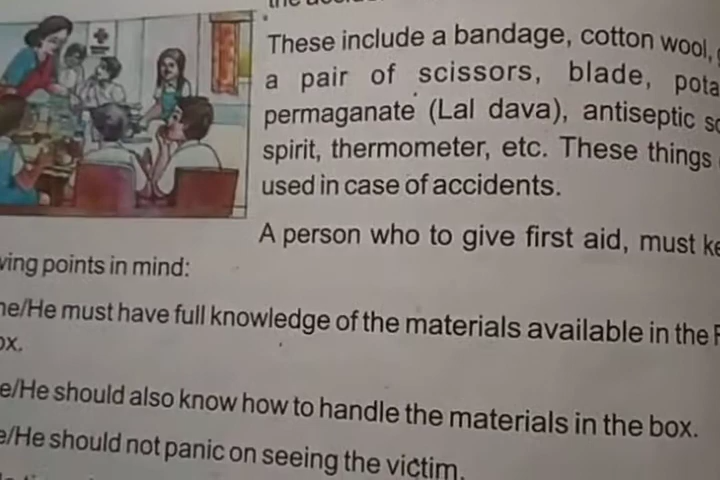 These include a bandage, cotton wool,
a pair of scissors, blade,
permaganate (Lal dava), antiseptic
spirit, thermometer, etc. These things
used in case of accidents.
A person who to give first aid, must
points in mind:
He must have full knowledge of the materials available in the
He should also know how to handle the materials in the box.
He should not panic on seeing the victim.